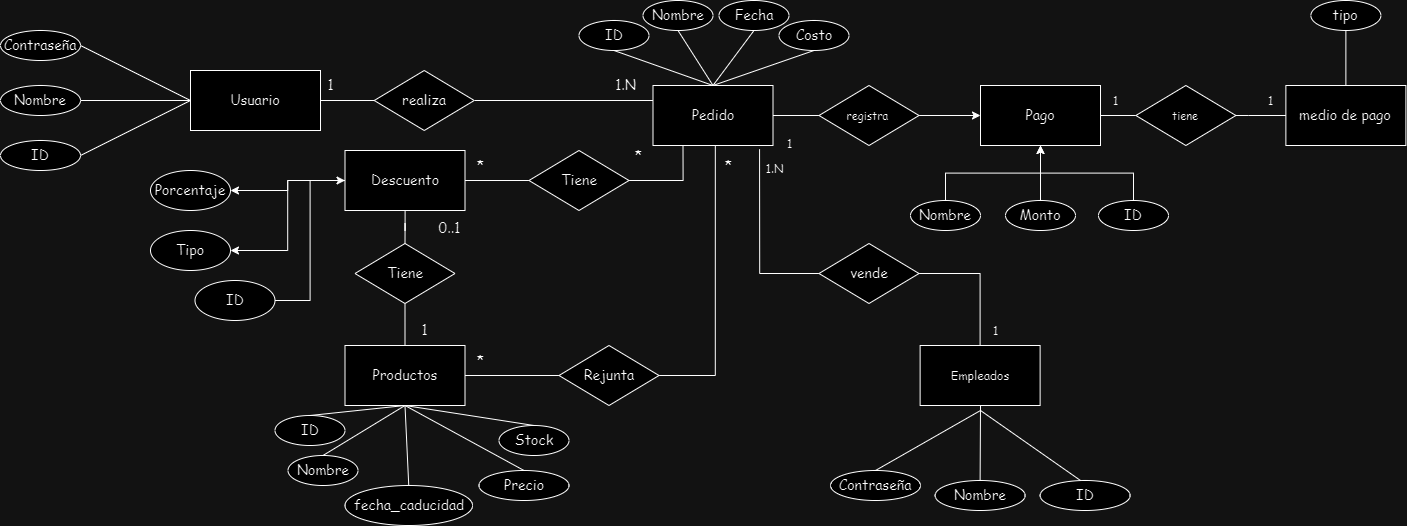 Nombre
Fecha
tipo
ID
Costo
Contraseña
Nombre
ID
Usuario
1
realiza
1.N
Pedido
registra
Pago
1
tiene
1
medio de pago
1
*
*
*
1.N
Porcentaje
Descuento
Tiene
Nombre
Monto
ID
Tipo
0..1
ID
Tiene
vende
1
1
Productos
*
Rejunta
Empleados
ID
Stock
Nombre
Precio
fecha_caducidad
Contraseña
Nombre
ID